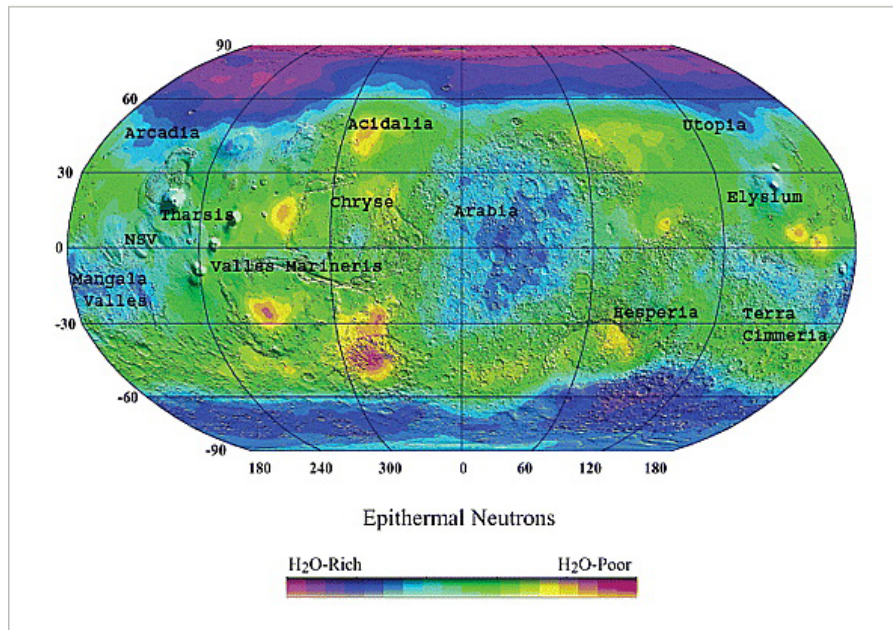 90
60
Arcadia
Acidalia
Utopia
30
Tharsis
Chryse
Arabia
Elysium
NSV
0
Mangala
Valles
Valles Marineris
-30
Hesperia
Terra
Cimmeria
-60
-90
180 240 300 0 60 120 180
Epithermal Neutrons
H2O-Rich H2O-Poor